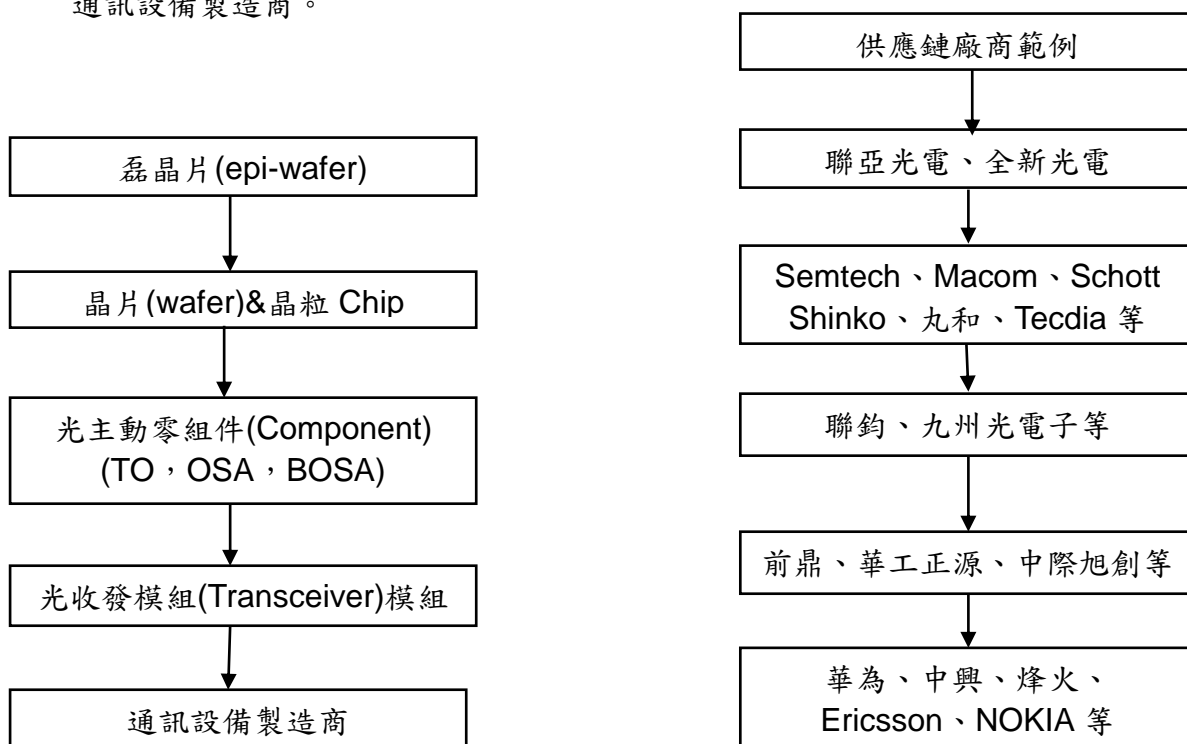 通訊設備製造商。
磊晶片(epi-wafer)
晶片(wafer)&晶粒 Chip
光主動零組件(Component)
(TO，OSA，BOSA)
光收發模組(Transceiver)模組
通訊設備製造商
供應鏈廠商範例
聯亞光電、全新光電
Semtech、Macom、Schott
Shinko、丸和、Tecdia 等
聯鈞、九州光電子等
前鼎、華工正源、中際旭創等
華為、中興、烽火、
Ericsson、NOKIA 等